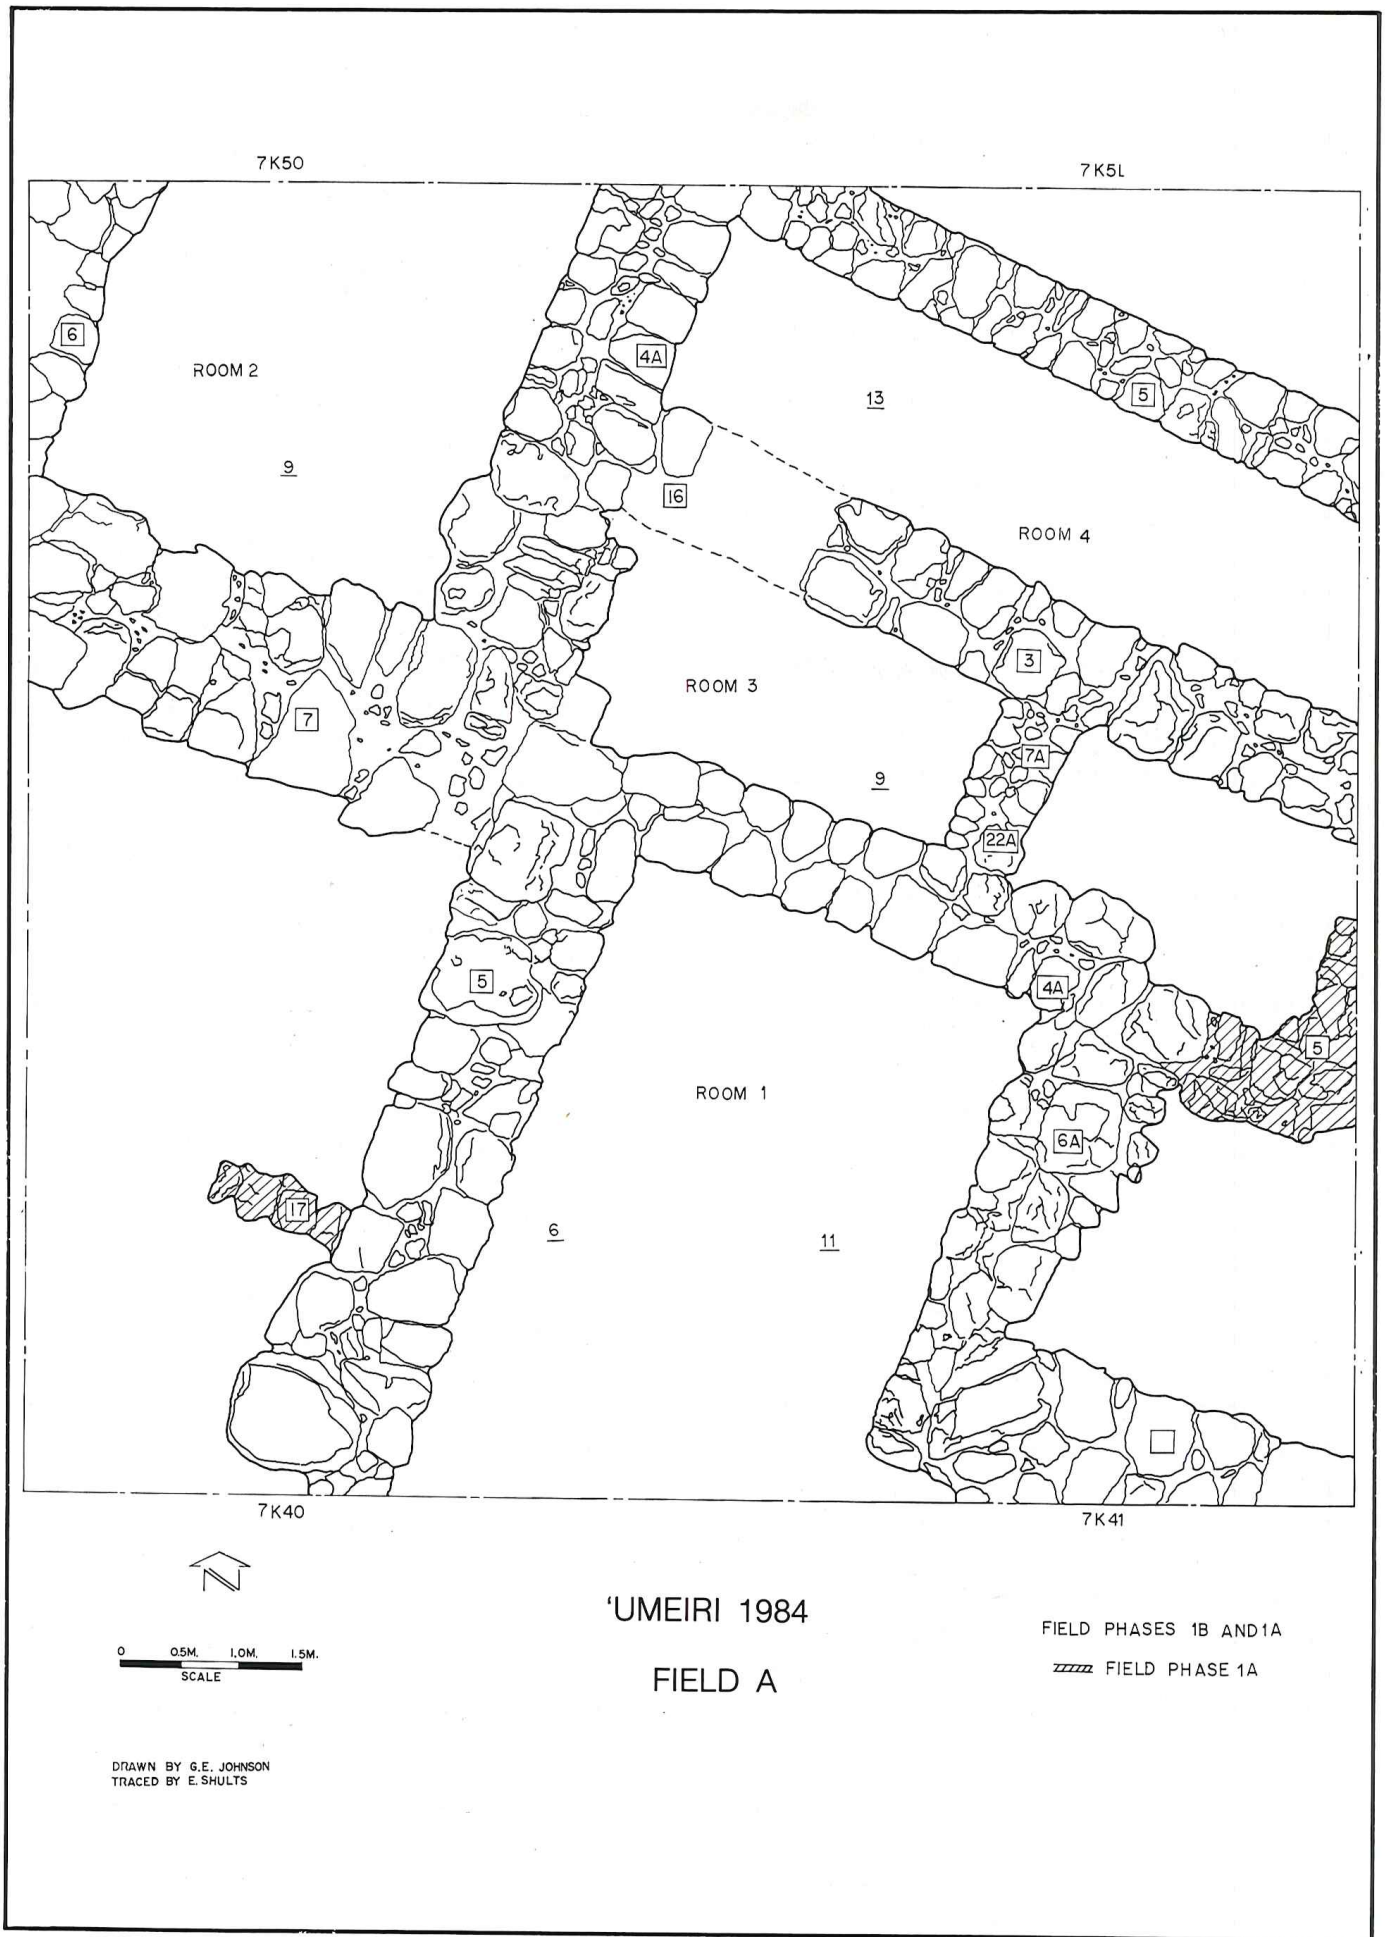 7K50
7K51
6
ROOM 2
4A
13
5
9
16
ROOM 4
3
ROOM 3
7
7A
9
22A
5
4A
5
ROOM 1
6A
17
6
11
7K40
7K41
N
'UMEIRI 1984
FIELD A
FIELD PHASES 1B AND 1A
FIELD PHASE 1A
0 0.5M. 1.0M. 1.5M.
SCALE
DRAWN BY G.E. JOHNSON
TRACED BY E. SHULTS